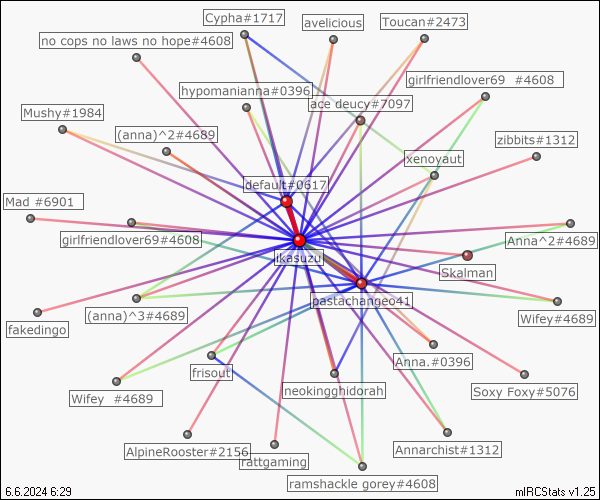 Cypha#1717
avelicious
Toucan#2473
no cops no laws no hope#4608
girlfriendlover69  #4608
hypomanianna#0396
ace deucy#7097
Mushy#1984
(anna)^2#4689
zibbits#1312
xenoyaut
default#0617
Mad #6901
girlfriendlover69#4608
Anna^2#4689
ikasuzu
Skalman
pastachangeo41
(anna)^3#4689
Wifey#4689
fakedingo
Anna.#0396
frisout
neokingghidorah
Soxy Foxy#5076
Wifey  #4689
AlpineRooster#2156
rattgaming
Annarchist#1312
ramshackle gorey#4608
6.6.2024 6:29
mIRCStats v1.25